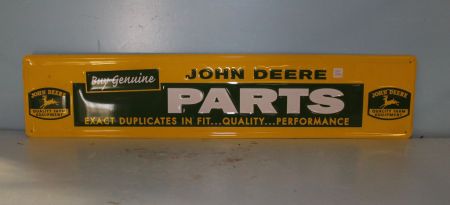 Buy Genuine
JOHN DEERE
PARTS
EXACT DUPLICATES IN FIT...QUALITY...PERFORMANCE
JOHN DEERE
QUALITY FARM
EQUIPMENT
JOHN DEERE
QUALITY FARM
EQUIPMENT